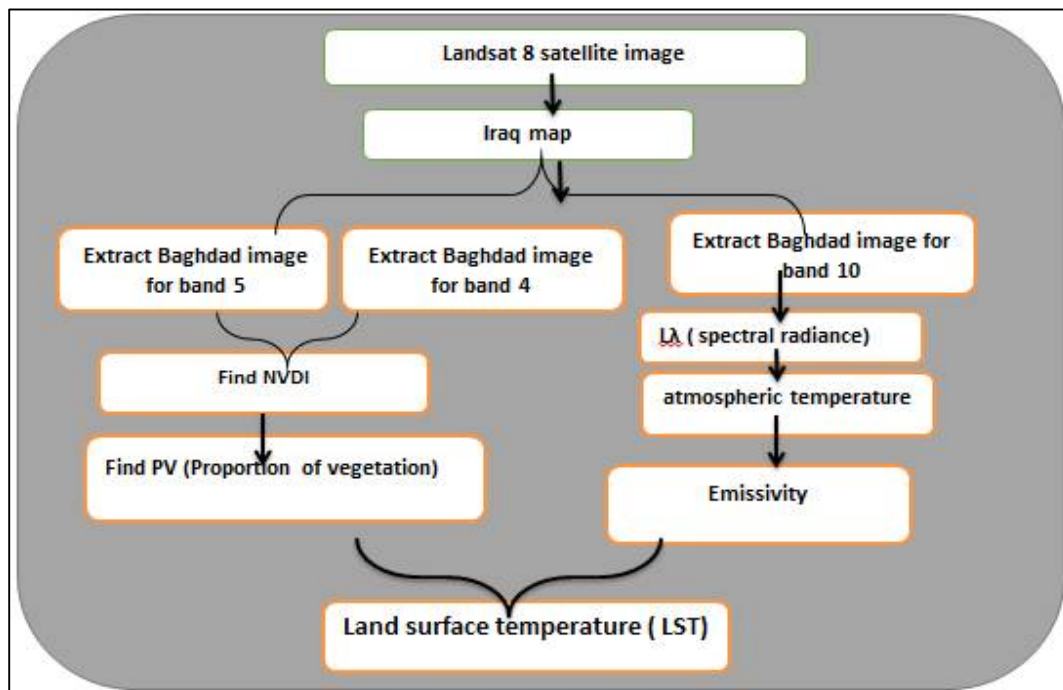 Landsat 8 satellite image
Iraq map
Extract Baghdad image
for band 5
Extract Baghdad image
for band 4
Extract Baghdad image for
band 10
Lλ ( spectral radiance)
Find NVDI
atmospheric temperature
Find PV (Proportion of vegetation)
Emissivity
Land surface temperature ( LST)